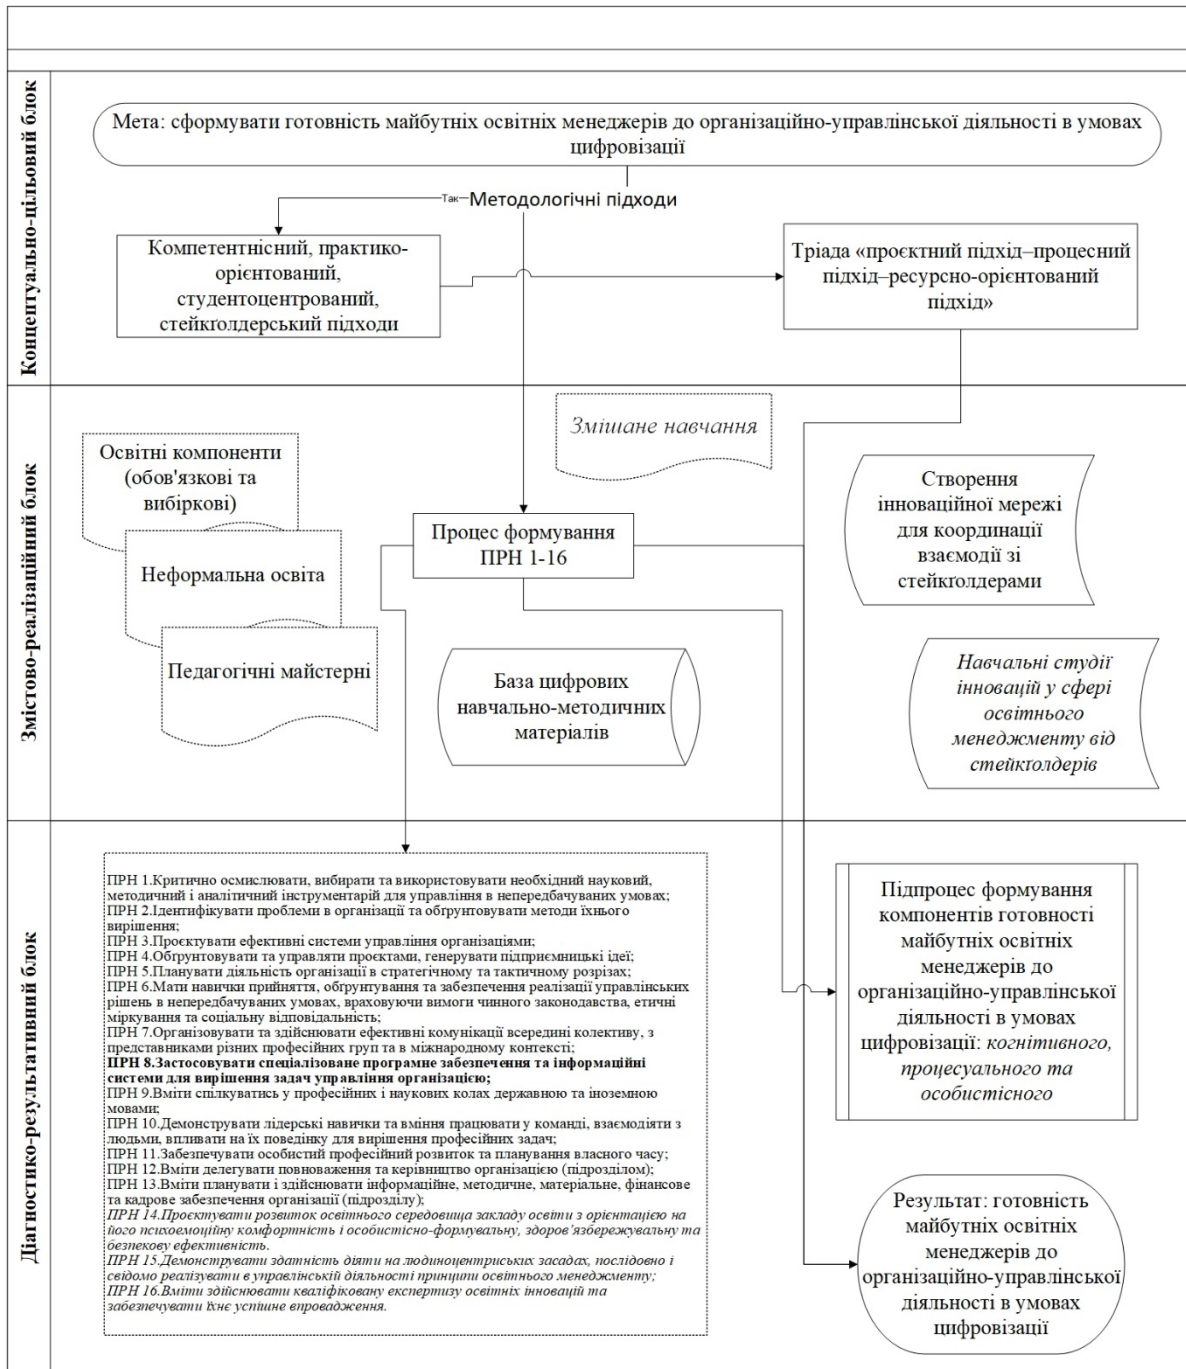 Концептуально-цільовий блок
Мета: сформувати готовність майбутніх освітніх менеджерів до організаційно-управлінської діяльності в умовах
цифровізації
Так
Методологічні підходи
Компетентнісний, практико-
орієнтований,
студентоцентрований,
стейкґолдерський підходи
Тріада «проєктний підхід–процесний
підхід–ресурсно-орієнтований
підхід»
Змістово-реалізаційний блок
Змішане навчання
Освітні компоненти
(обов'язкові та
вибіркові)
Неформальна освіта
Педагогічні майстерні
Процес формування
ПРН 1-16
База цифрових
навчально-методичних
матеріалів
Створення
інноваційної мережі
для координації
взаємодії зі
стейкґолдерами
Навчальні студії
інновацій у сфері
освітнього
менеджменту від
стейкґолдерів
Діагностико-результативний блок
ПРН 1.Критично осмислювати, вибирати та використовувати необхідний науковий,
методичний і аналітичний інструментарій для управління в непередбачуваних умовах;
ПРН 2.Ідентифікувати проблеми в організації та обґрунтовувати методи їхнього
вирішення;
ПРН 3.Проєктувати ефективні системи управління організаціями;
ПРН 4.Обґрунтовувати та управляти проєктами, генерувати підприємницькі ідеї;
ПРН 5.Планувати діяльність організації в стратегічному та тактичному розрізах;
ПРН 6.Мати навички прийняття, обґрунтування та забезпечення реалізації управлінських
рішень в непередбачуваних умовах, враховуючи вимоги чинного законодавства, етичні
міркування та соціальну відповідальність;
ПРН 7.Організовувати та здійснювати ефективні комунікації всередині колективу, з
представниками різних професійних груп та в міжнародному контексті;
ПРН 8.Застосовувати спеціалізоване програмне забезпечення та інформаційні
системи для вирішення задач управління організацією;
ПРН 9.Вміти спілкуватись у професійних і наукових колах державною та іноземною
мовами;
ПРН 10.Демонструвати лідерські навички та вміння працювати у команді, взаємодіяти з
людьми, впливати на їх поведінку для вирішення професійних задач;
ПРН 11.Забезпечувати особистий професійний розвиток та планування власного часу;
ПРН 12.Вміти делегувати повноваження та керівництво організацією (підрозділом);
ПРН 13.Вміти планувати і здійснювати інформаційне, методичне, матеріальне, фінансове
та кадрове забезпечення організації (підрозділу);
ПРН 14.Проєктувати розвиток освітнього середовища закладу освіти з орієнтацією на
його психоемоційну комфортність і особистісно-формувальну, здоров’язбережувальну та
безпекову ефективність.
ПРН 15.Демонструвати здатність діяти на людиноцентриських засадах, послідовно і
свідомо реалізувати в управлінській діяльності принципи освітнього менеджменту;
ПРН 16.Вміти здійснювати кваліфіковану експертизу освітніх інновацій та
забезпечувати їхнє успішне впровадження.
Підпроцес формування
компонентів готовності
майбутніх освітніх
менеджерів до
організаційно-управлінської
діяльності в умовах
цифровізації: когнітивного,
процесуального та
особистісного
Результат: готовність
майбутніх освітніх
менеджерів до
організаційно-управлінської
діяльності в умовах
цифровізації